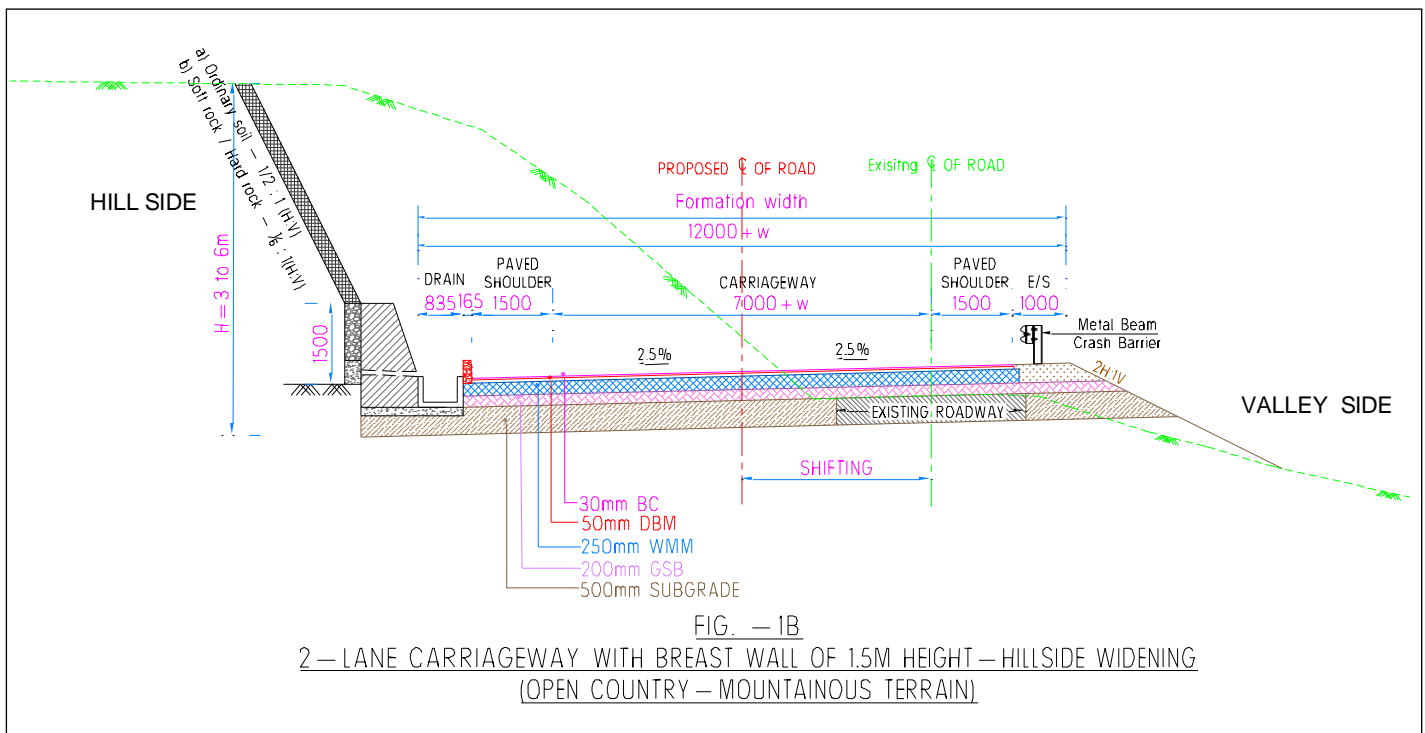 a) Ordinary soil – 1/2 : 1 (H:V)
b) Soft rock / Hard rock – 1/6 : 1(H:V)
HILL SIDE
H = 3 to 6m
1500
PROPOSED ℄ OF ROAD
Exisitng ℄ OF ROAD
Formation width
12000+w
DRAIN
835
165
PAVED
SHOULDER
1500
CARRIAGEWAY
7000+w
PAVED
SHOULDER
1500
E/S
1000
2.5%
2.5%
Metal Beam
Crash Barrier
2H:1V
VALLEY SIDE
EXISTING ROADWAY
SHIFTING
30mm BC
50mm DBM
250mm WMM
200mm GSB
500mm SUBGRADE
FIG. – 1B
2 – LANE CARRIAGEWAY WITH BREAST WALL OF 1.5M HEIGHT – HILLSIDE WIDENING
(OPEN COUNTRY – MOUNTAINOUS TERRAIN)